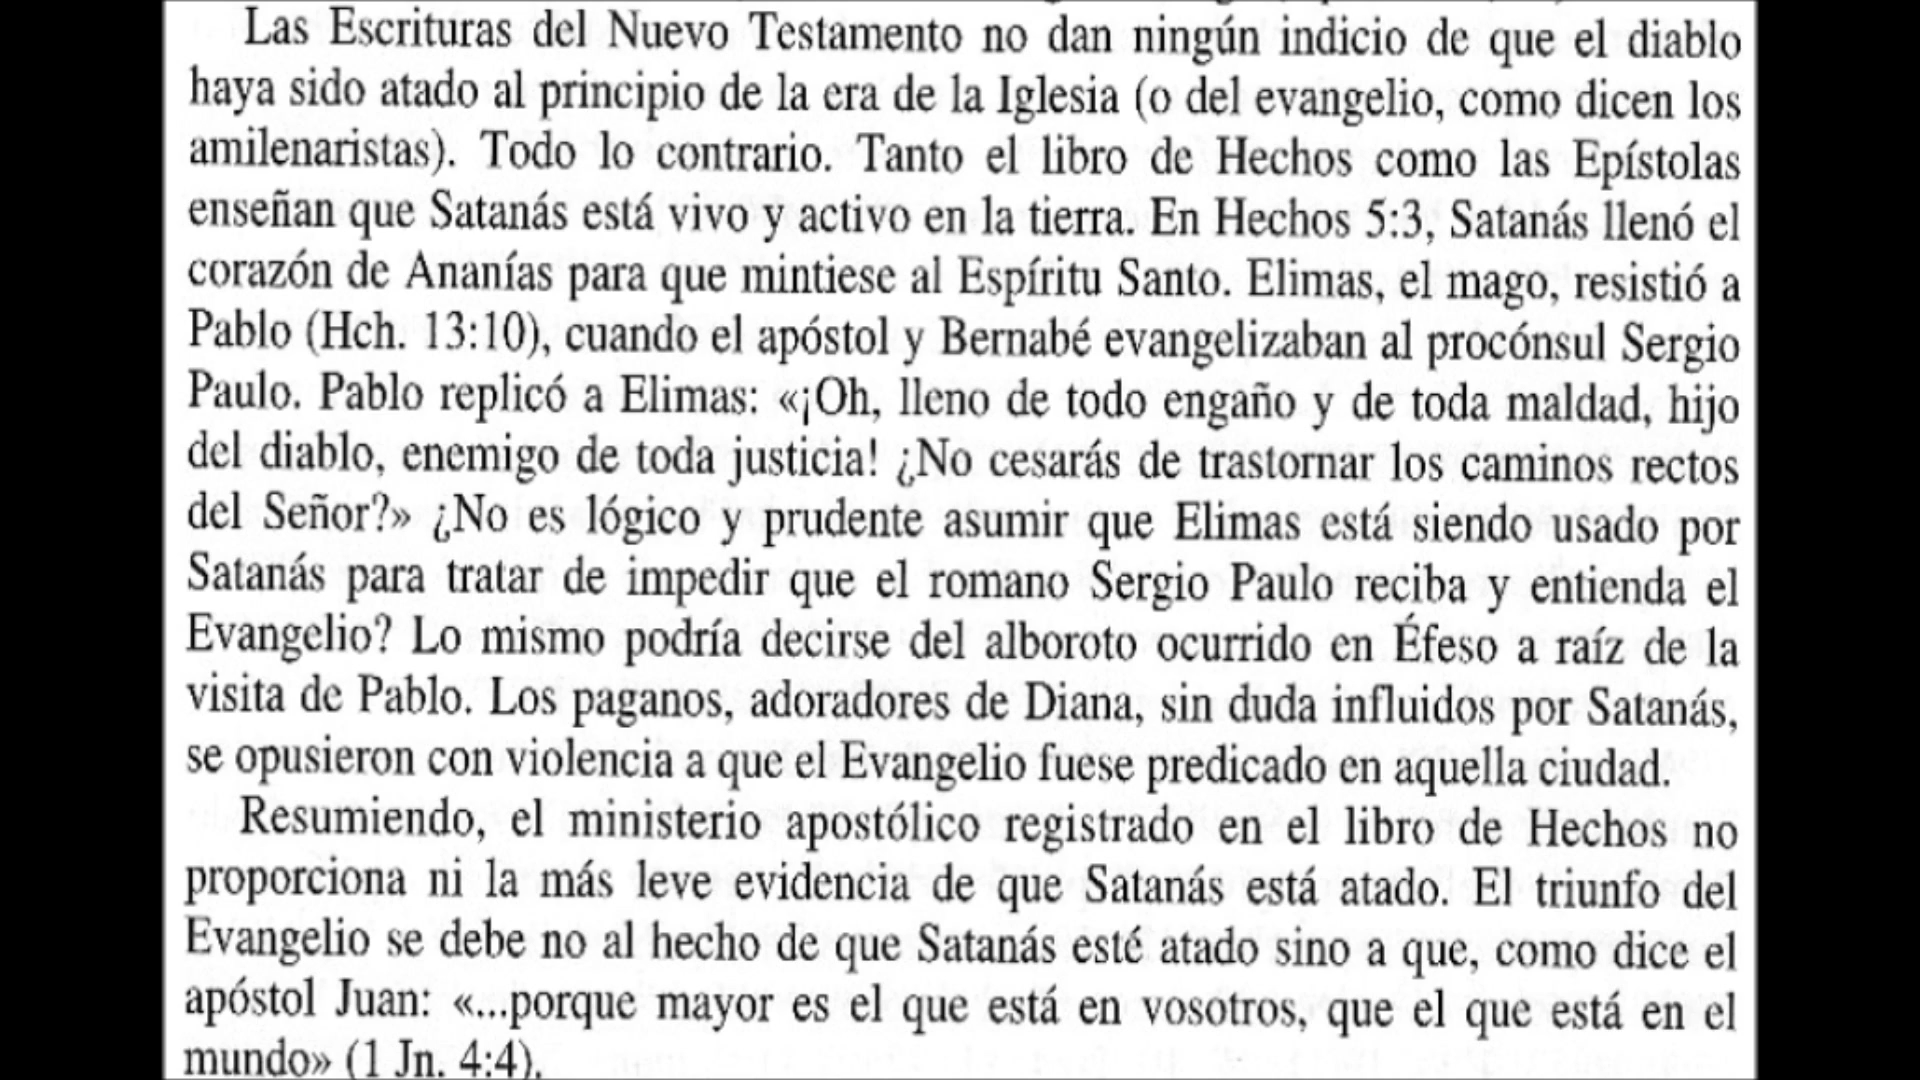 Las Escrituras del Nuevo Testamento no dan ningún indicio de que el diablo
haya sido atado al principio de la era de la Iglesia (o del evangelio, como dicen los
amilenaristas). Todo lo contrario. Tanto el libro de Hechos como las Epístolas
enseñan que Satanás está vivo y activo en la tierra. En Hechos 5:3, Satanás llenó el
corazón de Ananías para que mintiese al Espíritu Santo. Elimas, el mago, resistió a
Pablo (Hch. 13:10), cuando el apóstol y Bernabé evangelizaban al procónsul Sergio
Paulo. Pablo replicó a Elimas: «¡Oh, lleno de todo engaño y de toda maldad, hijo
del diablo, enemigo de toda justicia! ¿No cesarás de trastornar los caminos rectos
del Señor?» ¿No es lógico y prudente asumir que Elimas está siendo usado por
Satanás para tratar de impedir que el romano Sergio Paulo reciba y entienda el
Evangelio? Lo mismo podría decirse del alboroto ocurrido en Éfeso a raíz de la
visita de Pablo. Los paganos, adoradores de Diana, sin duda influidos por Satanás,
se opusieron con violencia a que el Evangelio fuese predicado en aquella ciudad.
Resumiendo, el ministerio apostólico registrado en el libro de Hechos no
proporciona ni la más leve evidencia de que Satanás está atado. El triunfo del
Evangelio se debe no al hecho de que Satanás esté atado sino a que, como dice el
apóstol Juan: «...porque mayor es el que está en vosotros, que el que está en el
mundo» (1 Jn. 4:4).